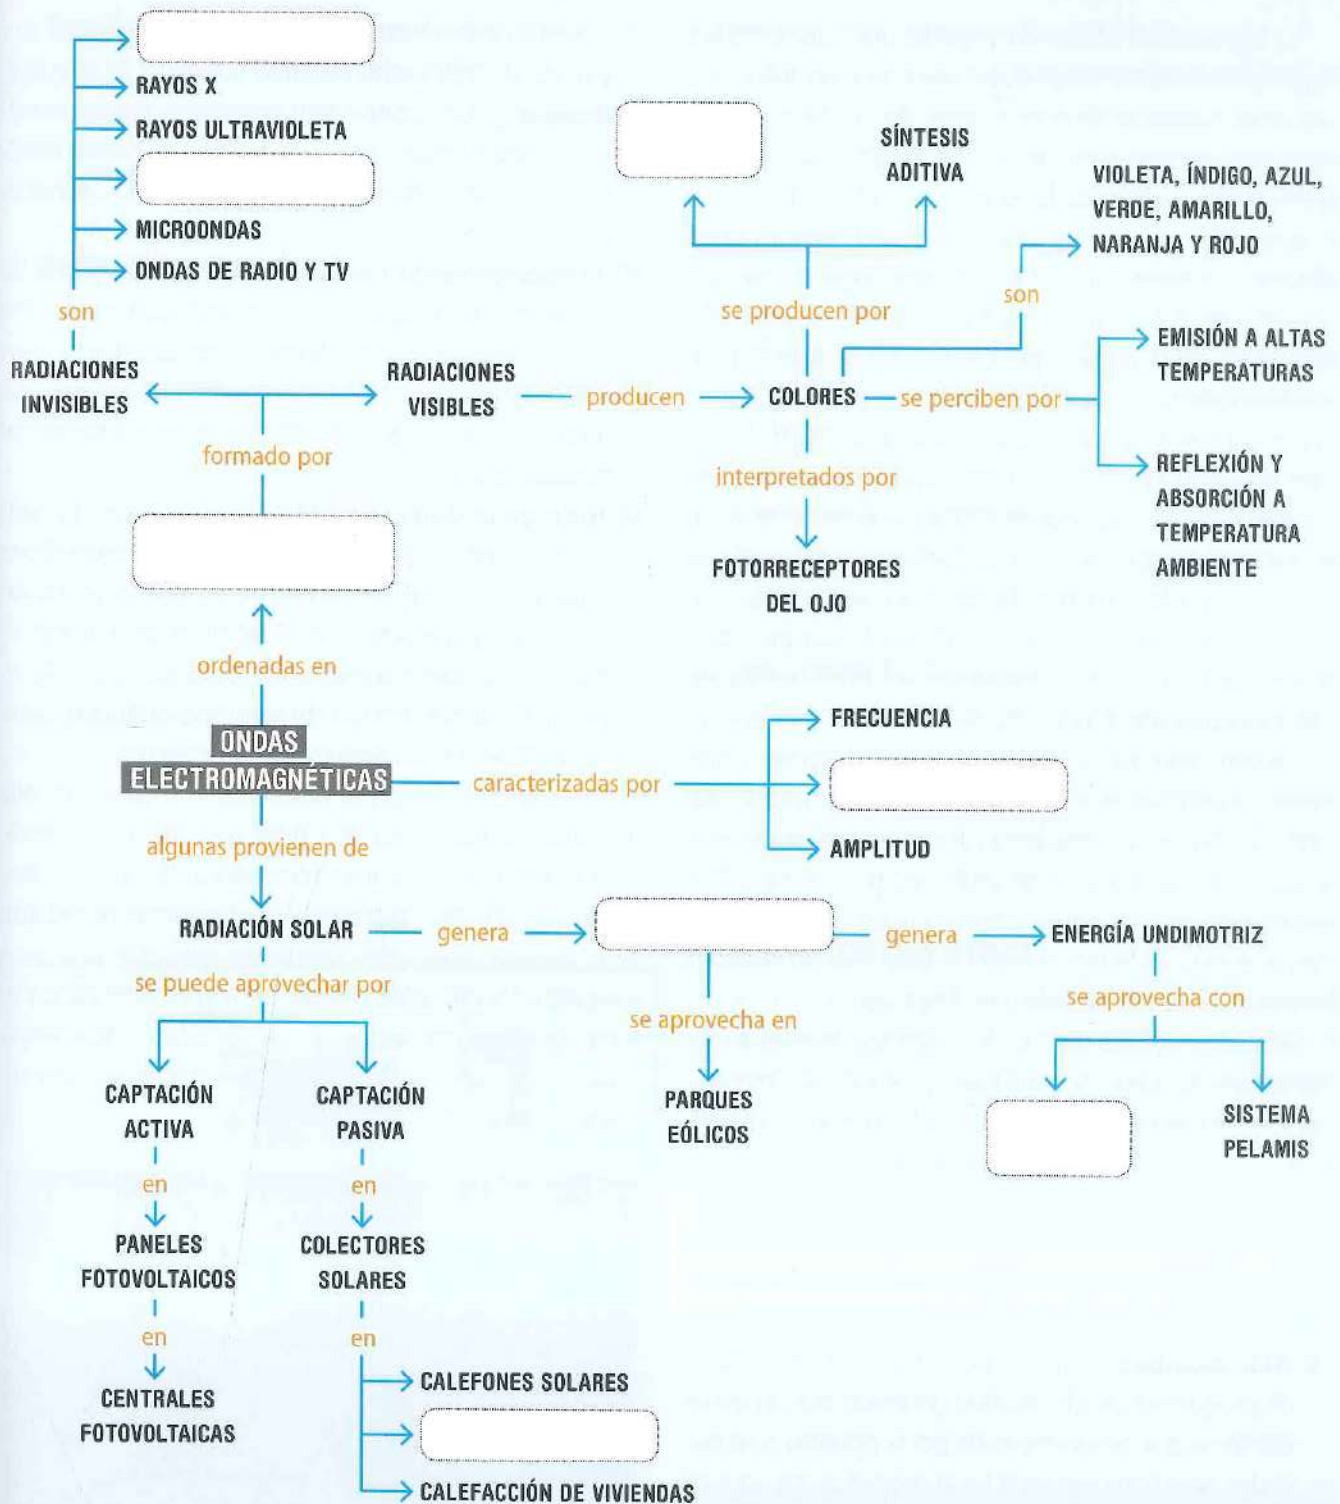 RAYOS X
RAYOS ULTRAVIOLETA
MICROONDAS
ONDAS DE RADIO Y TV
son
RADIACIONES
INVISIBLES
RADIACIONES
VISIBLES
producen
COLORES
se producen por
SÍNTESIS
ADITIVA
son
VIOLETA, ÍNDIGO, AZUL,
VERDE, AMARILLO,
NARANJA Y ROJO
se perciben por
EMISIÓN A ALTAS
TEMPERATURAS
REFLEXIÓN Y
ABSORCIÓN A
TEMPERATURA
AMBIENTE
interpretados por
FOTORRECEPTORES
DEL OJO
formado por
ordenadas en
ONDAS
ELECTROMAGNÉTICAS
caracterizadas por
FRECUENCIA
AMPLITUD
algunas provienen de
RADIACIÓN SOLAR
genera
genera
ENERGÍA UNDIMOTRIZ
se puede aprovechar por
se aprovecha en
se aprovecha con
CAPTACIÓN
ACTIVA
CAPTACIÓN
PASIVA
PARQUES
EÓLICOS
SISTEMA
PELAMIS
en
en
PANELES
FOTOVOLTAICOS
COLECTORES
SOLARES
en
en
CENTRALES
FOTOVOLTAICAS
CALEFONES SOLARES
CALEFACCIÓN DE VIVIENDAS